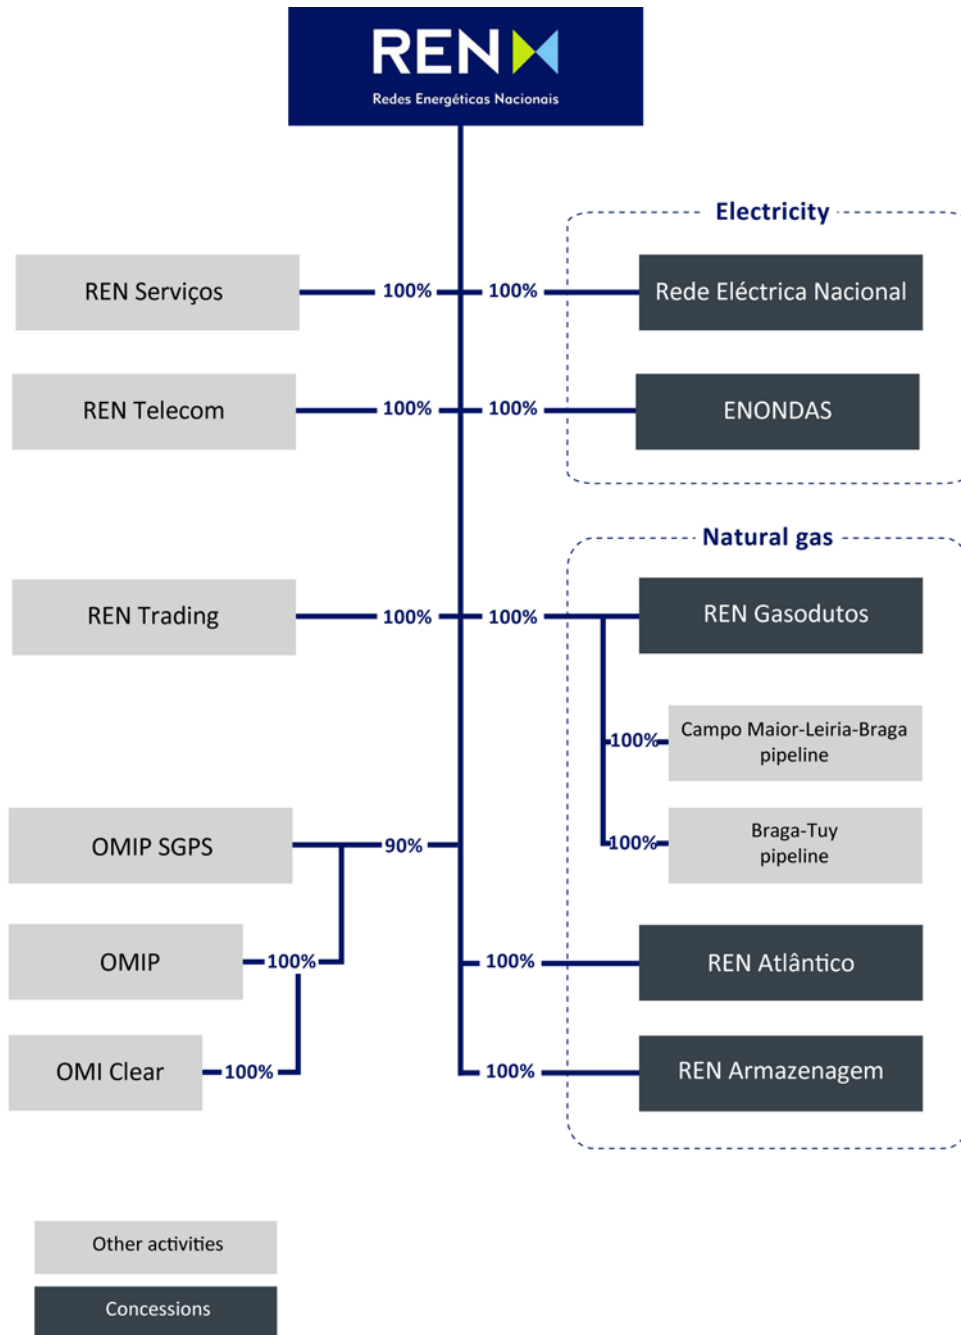 REN
Redes Energéticas Nacionais
Electricity
REN Serviços
100%
100%
Rede Eléctrica Nacional
REN Telecom
100%
100%
ENONDAS
Natural gas
REN Trading
100%
100%
REN Gasodutos
100%
Campo Maior-Leiria-Braga
pipeline
OMIP SGPS
90%
100%
Braga-Tuy
pipeline
OMIP
100%
100%
REN Atlântico
OMI Clear
100%
100%
REN Armazenagem
Other activities
Concessions